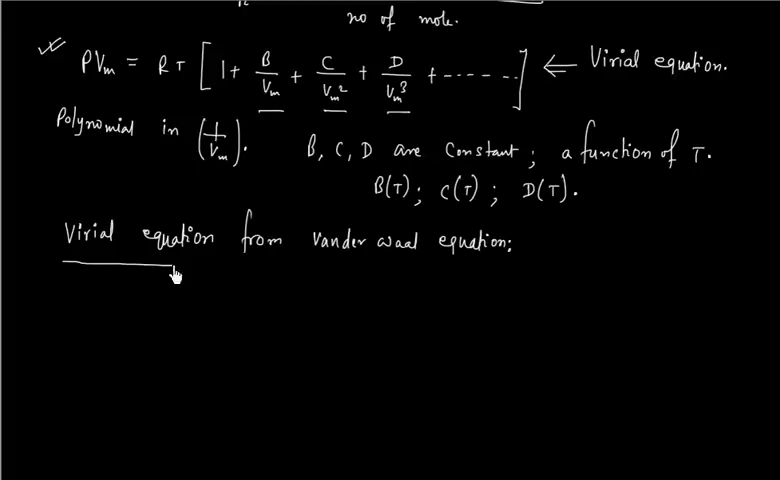 no of mole.
PVm = RT [ 1 + B/Vm + C/Vm² + D/Vm³ + ------ ] ⟸ Virial equation.
Polynomial in (1/Vm). B, C, D are constant ; a function of T.
B(T) ; C(T) ; D(T).
Virial equation from vander waal equation: